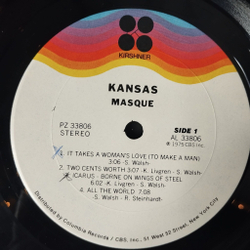 KIRSHNER
KANSAS
MASQUE
PZ 33806
STEREO
SIDE 1
AL 33806
℗ 1975 CBS Inc.
1. IT TAKES A WOMAN'S LOVE (TO MAKE A MAN)
3:06 -S. Walsh-
2. TWO CENTS WORTH 3:07 -K. Livgren - S. Walsh-
3. ICARUS - BORNE ON WINGS OF STEEL
6:02 -K. Livgren - S. Walsh-
4. ALL THE WORLD 7:08
-S. Walsh - R. Steinhardt-
Distributed by Columbia Records / CBS, Inc. / 51 West 52 Street, New York City